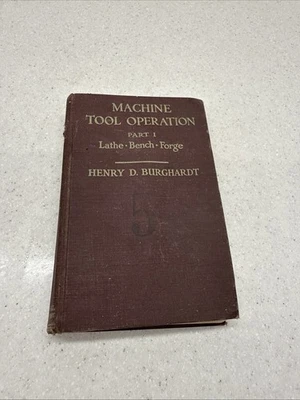 MACHINE
TOOL OPERATION
PART I
Lathe · Bench · Forge
HENRY D. BURGHARDT